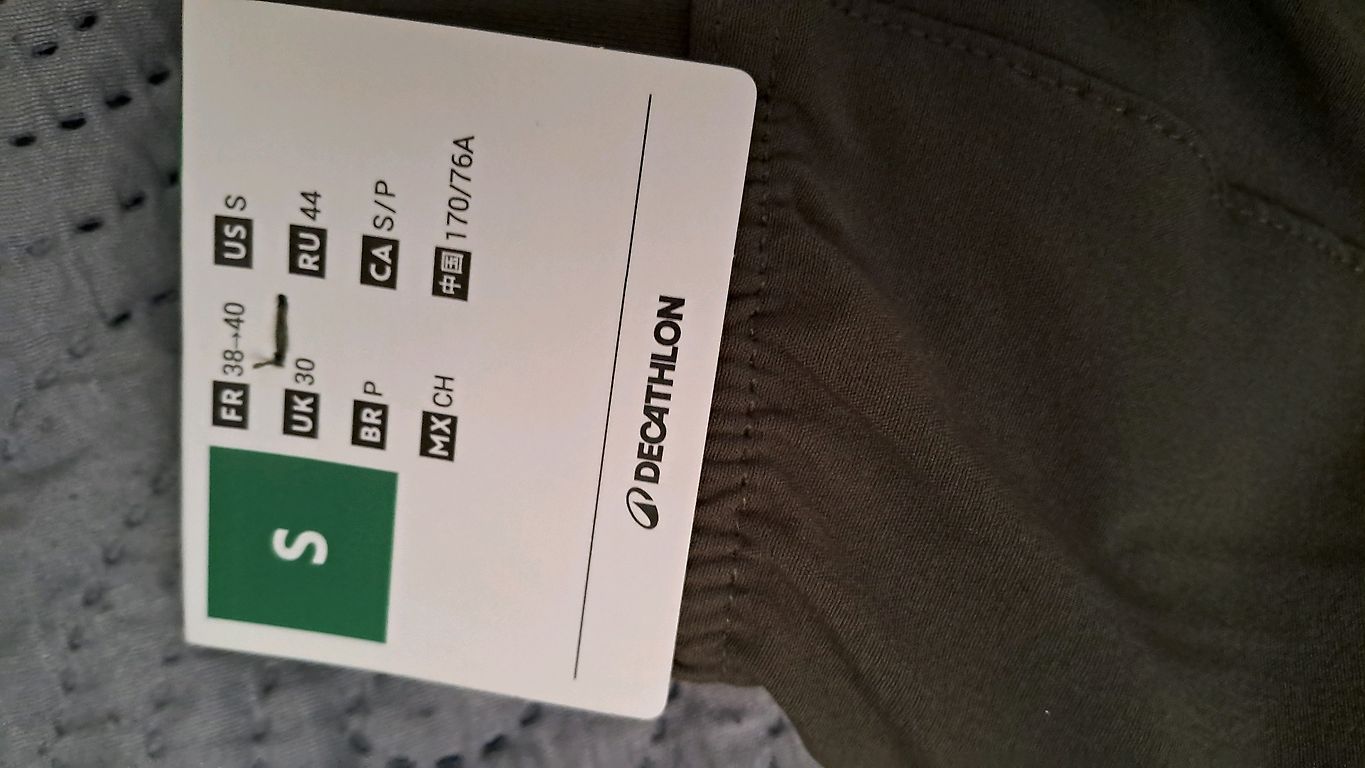 S
FR 38→40 US S
UK 30 RU 44
BR P CA S/P
MX CH 中国 170/76A
DECATHLON